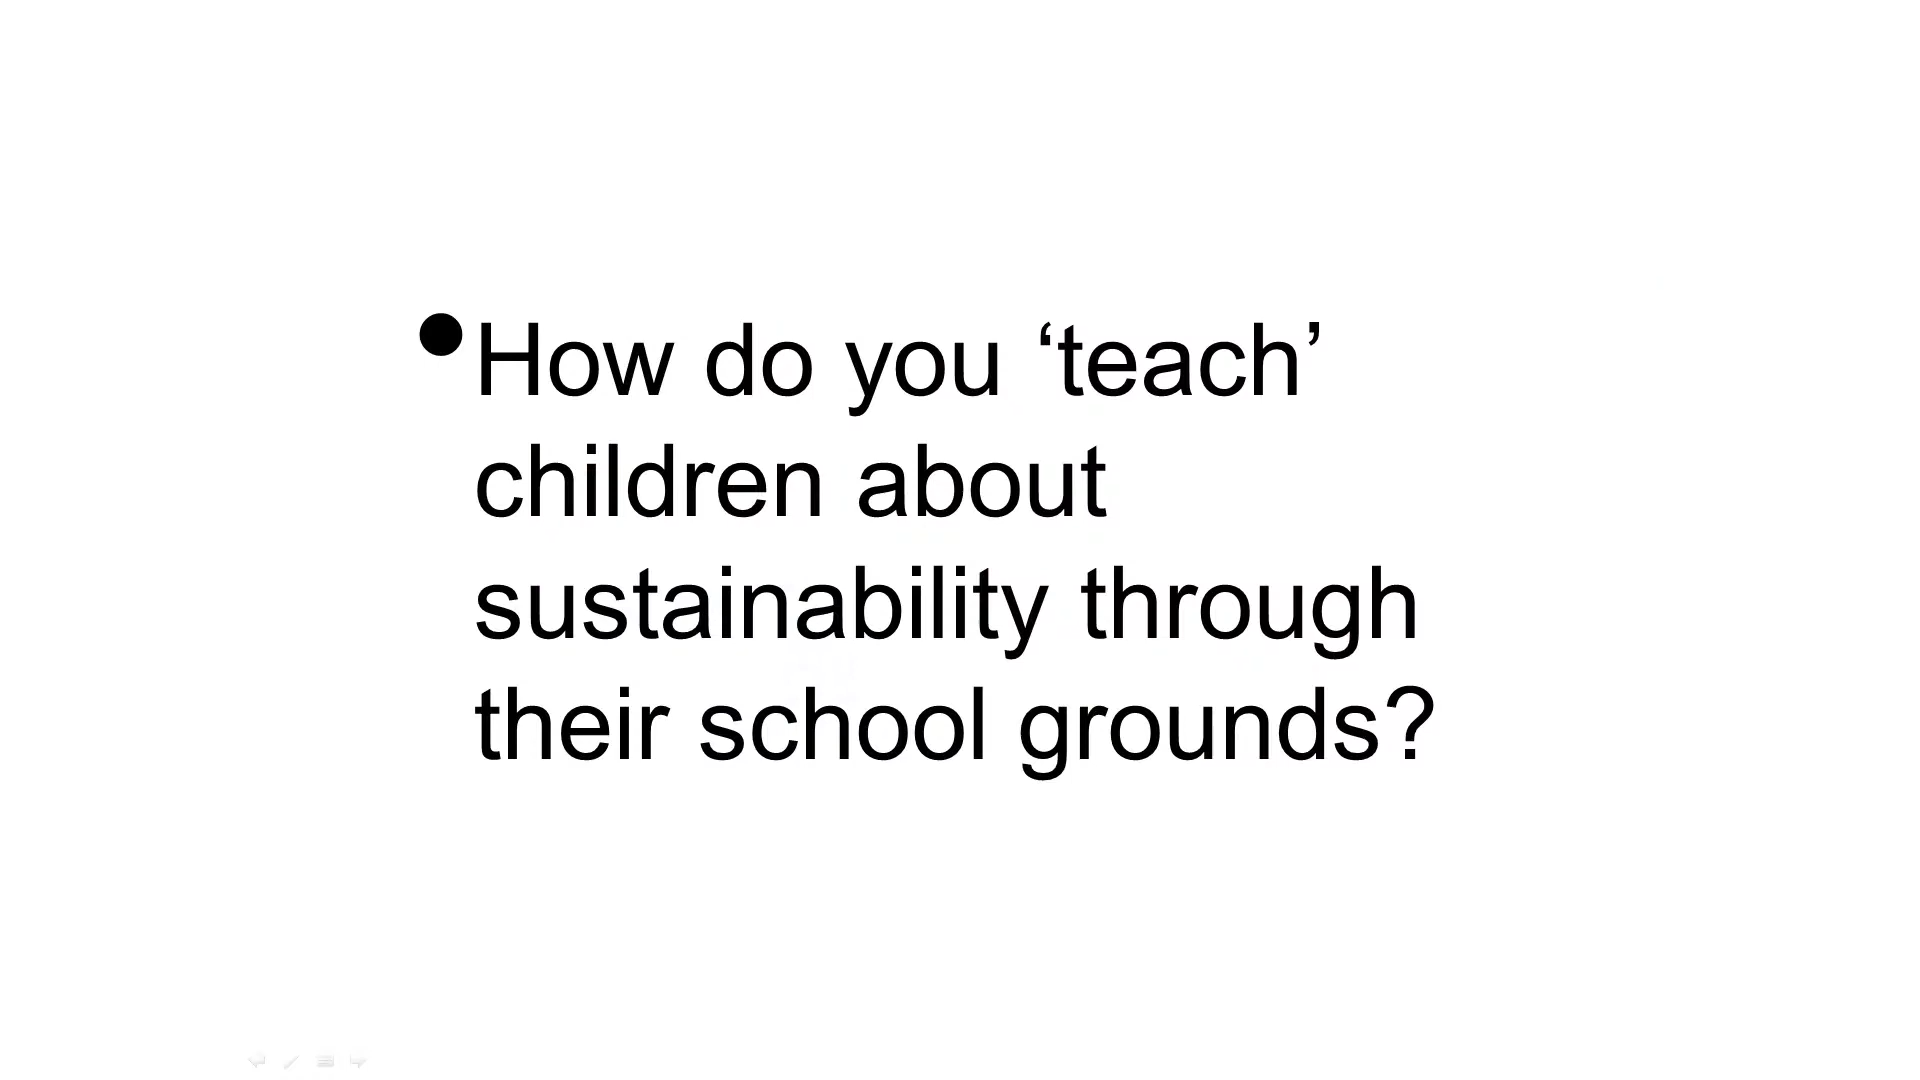 • How do you ‘teach’
children about
sustainability through
their school grounds?